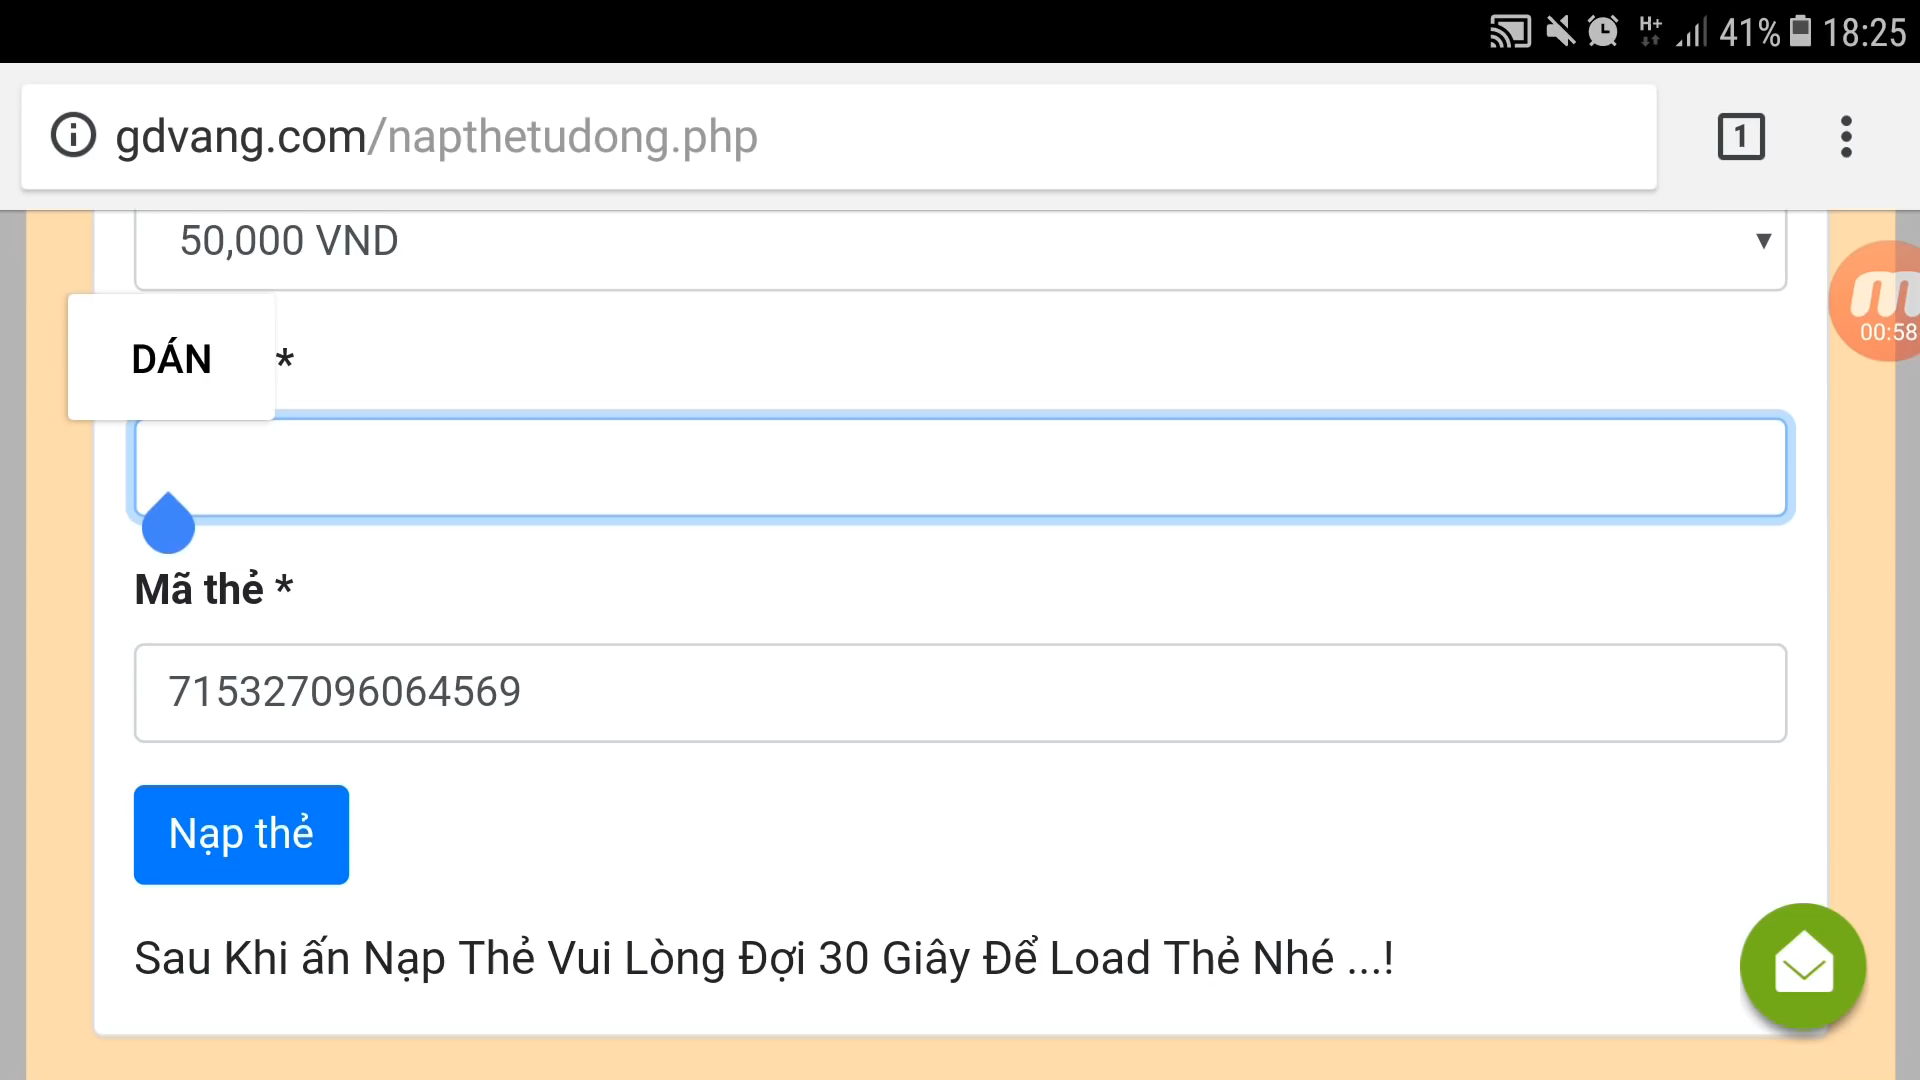 H+ 41% 18:25
gdvang.com/napthetudong.php
1
50,000 VND
00:58
DÁN *
Mã thẻ *
715327096064569
Nạp thẻ
Sau Khi ấn Nạp Thẻ Vui Lòng Đợi 30 Giây Để Load Thẻ Nhé ...!